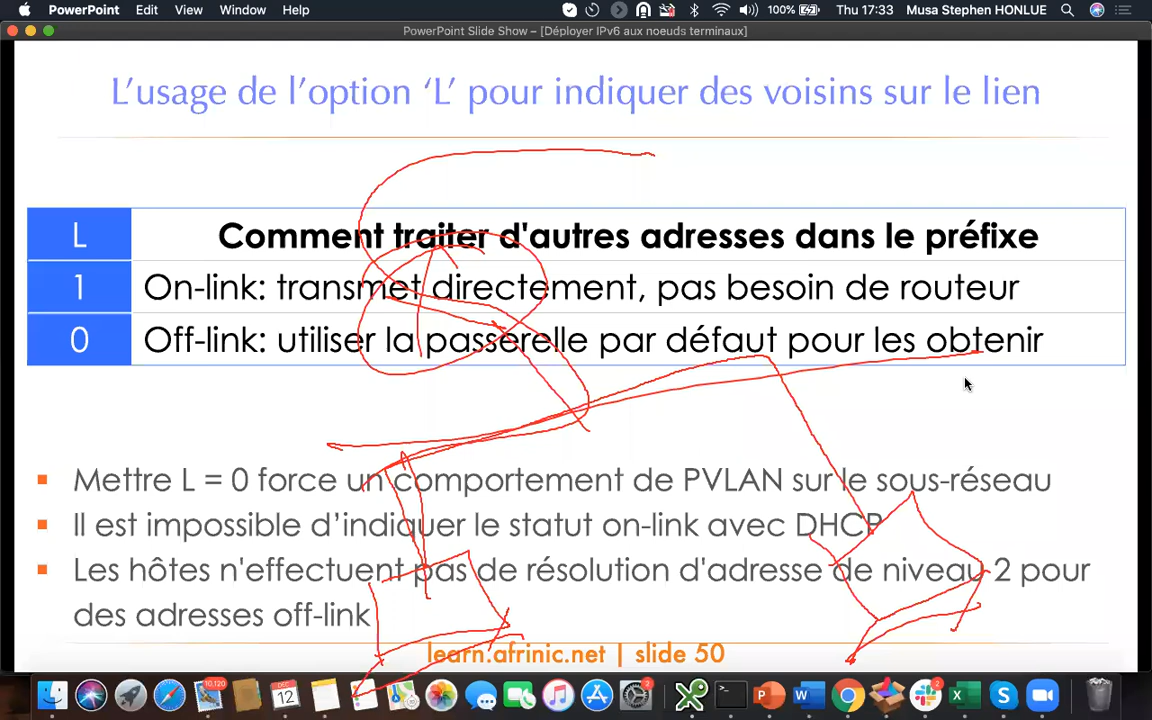 PowerPoint Edit View Window Help 100% Thu 17:33 Musa Stephen HONLUE
PowerPoint Slide Show – [Déployer IPv6 aux noeuds terminaux]
L'usage de l'option 'L' pour indiquer des voisins sur le lien
L Comment traiter d'autres adresses dans le préfixe
1 On-link: transmet directement, pas besoin de routeur
0 Off-link: utiliser la passerelle par défaut pour les obtenir
Mettre L = 0 force un comportement de PVLAN sur le sous-réseau
Il est impossible d'indiquer le statut on-link avec DHCP
Les hôtes n'effectuent pas de résolution d'adresse de niveau 2 pour
des adresses off-link
learn.afrinic.net | slide 50